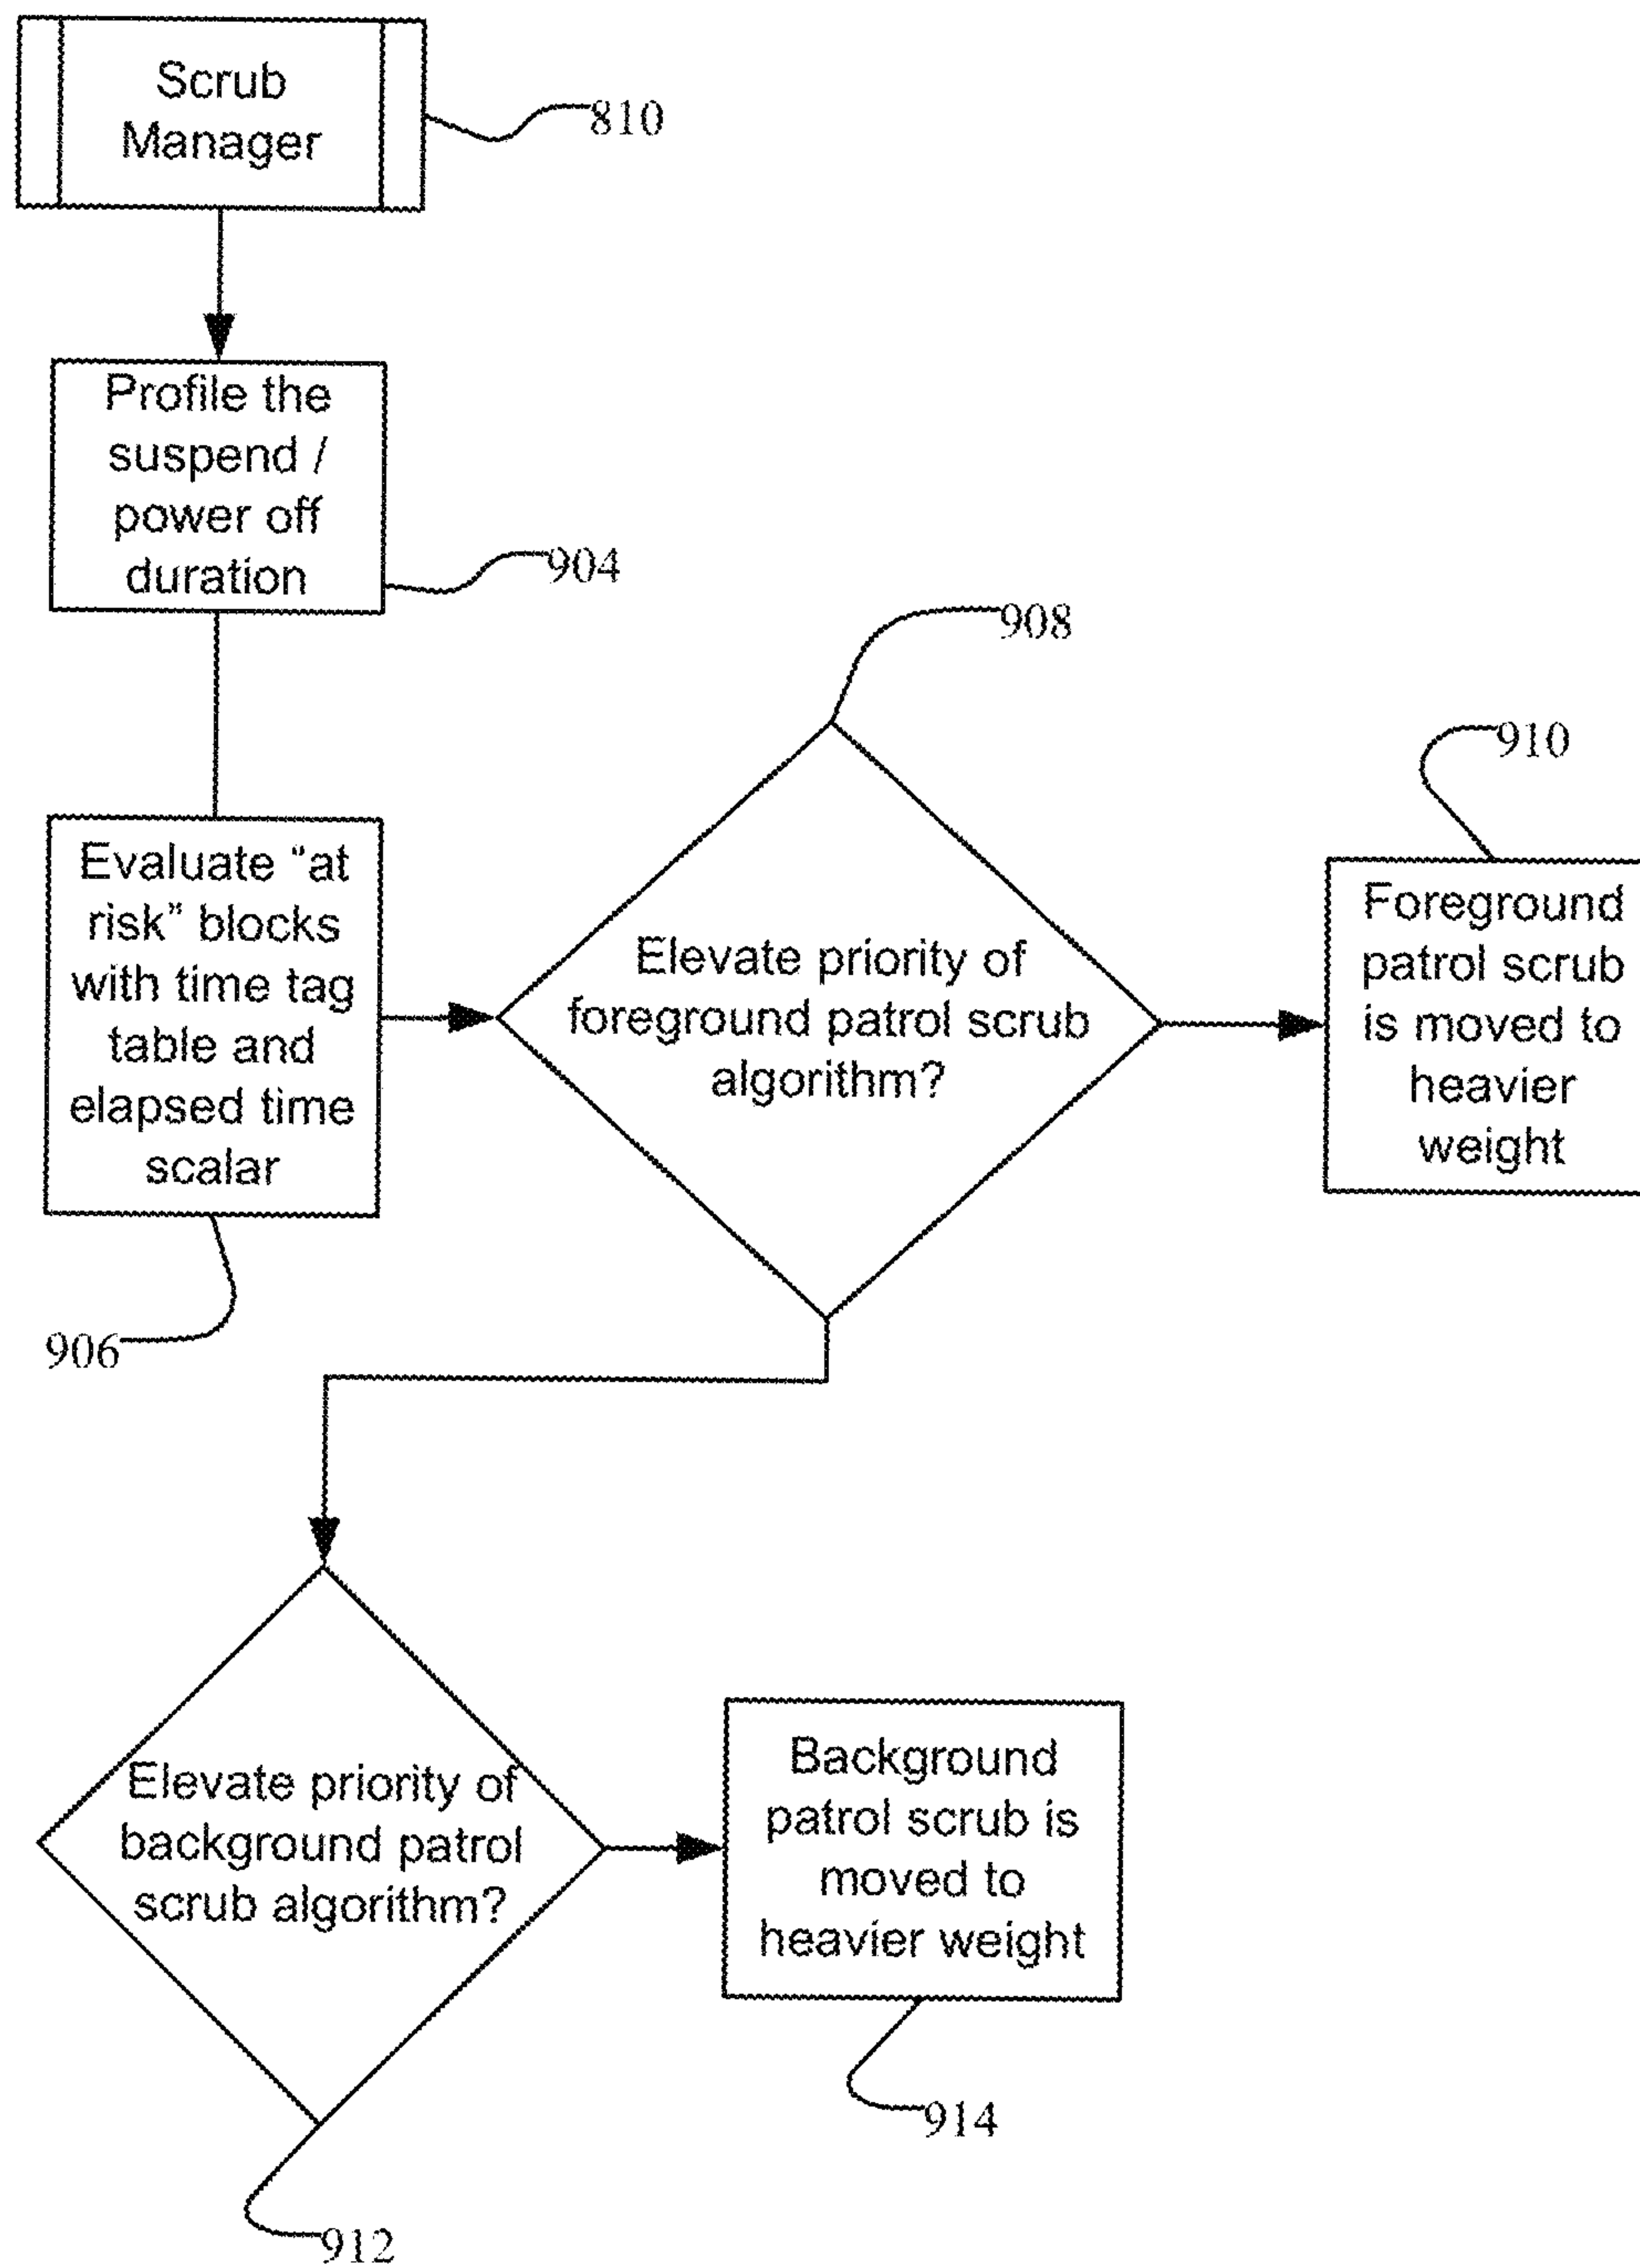 Scrub
Manager
810
Profile the
suspend /
power off
duration
904
908
910
Evaluate “at
risk” blocks
with time tag
table and
elapsed time
scalar
906
Elevate priority of
foreground patrol scrub
algorithm?
Foreground
patrol scrub
is moved to
heavier
weight
Elevate priority of
background patrol
scrub algorithm?
912
Background
patrol scrub is
moved to
heavier weight
914